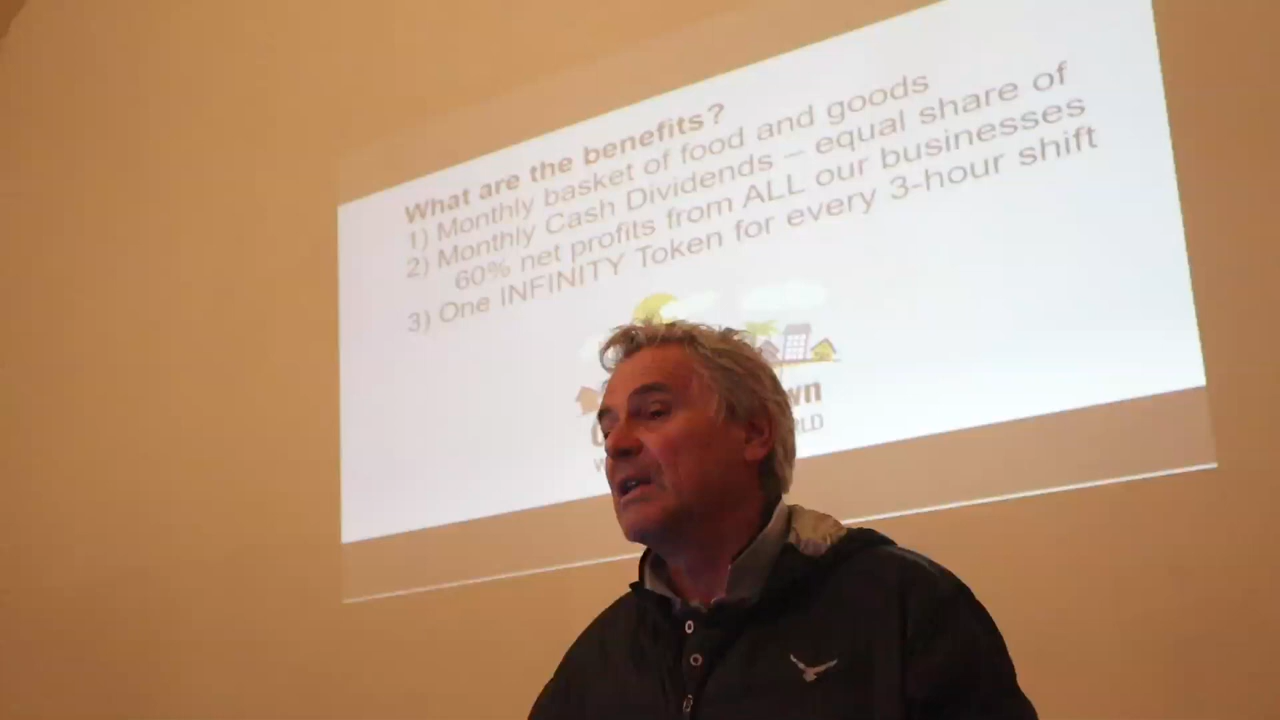 What are the benefits?
1) Monthly basket of food and goods
2) Monthly Cash Dividends – equal share of
60% net profits from ALL our businesses
3) One INFINITY Token for every 3-hour shift